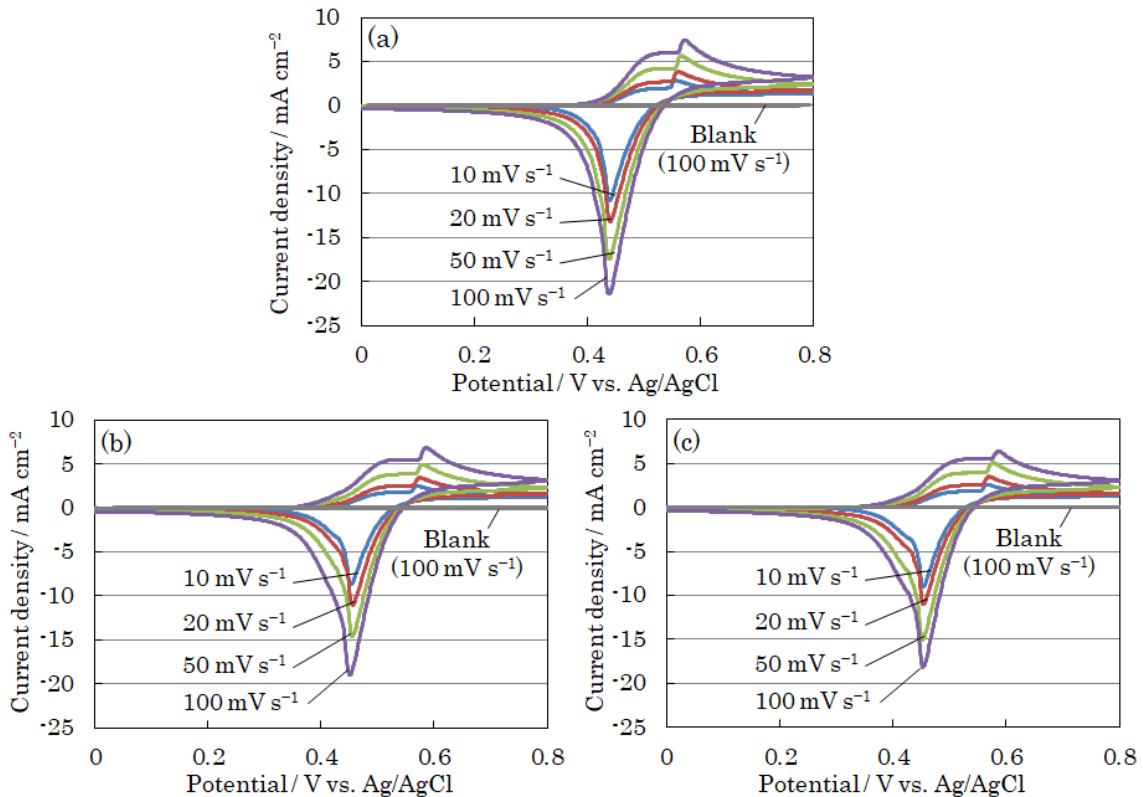 (a)
10
5
0
-5
-10
-15
-20
-25
Current density / mA cm⁻²
Blank
(100 mV s⁻¹)
10 mV s⁻¹
20 mV s⁻¹
50 mV s⁻¹
100 mV s⁻¹
0 0.2 0.4 0.6 0.8
Potential / V vs. Ag/AgCl
(b)
10
5
0
-5
-10
-15
-20
-25
Current density / mA cm⁻²
Blank
(100 mV s⁻¹)
10 mV s⁻¹
20 mV s⁻¹
50 mV s⁻¹
100 mV s⁻¹
0 0.2 0.4 0.6 0.8
Potential / V vs. Ag/AgCl
(c)
10
5
0
-5
-10
-15
-20
-25
Current density / mA cm⁻²
Blank
(100 mV s⁻¹)
10 mV s⁻¹
20 mV s⁻¹
50 mV s⁻¹
100 mV s⁻¹
0 0.2 0.4 0.6 0.8
Potential / V vs. Ag/AgCl